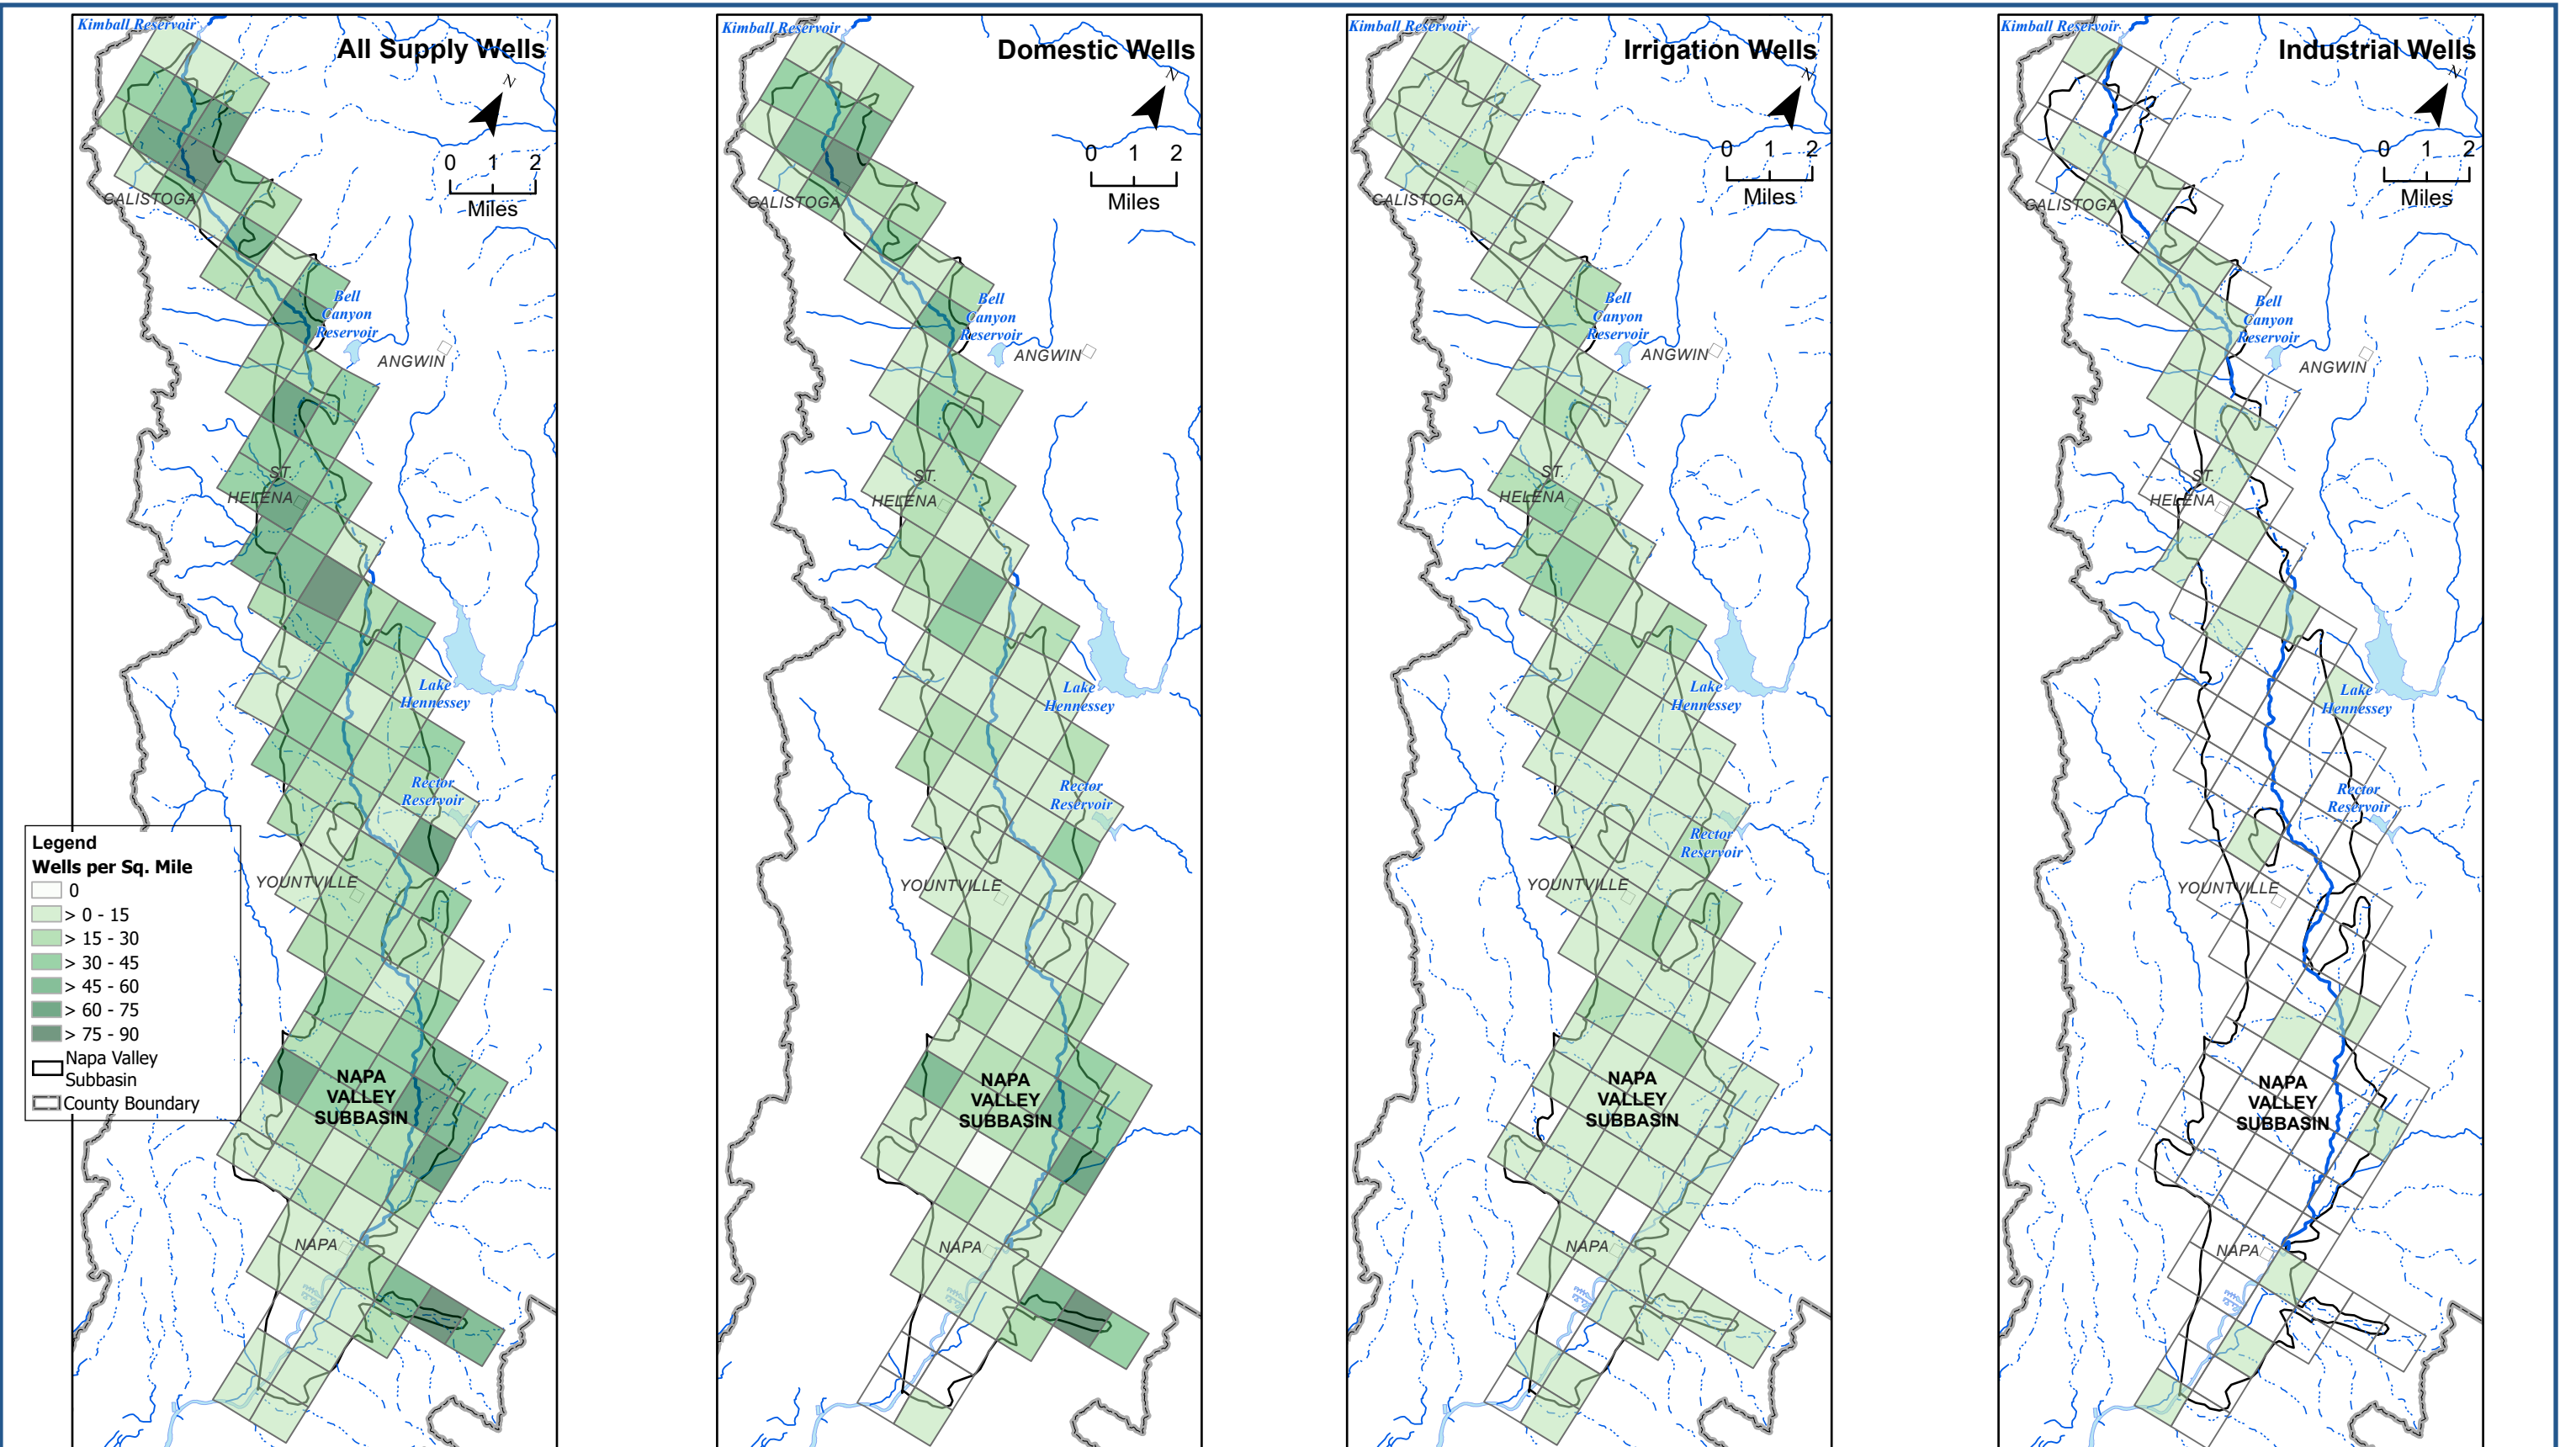 Kimball Reservoir
All Supply Wells
N
0 1 2
Miles
CALISTOGA
Bell
Canyon
Reservoir
ANGWIN
ST.
HELENA
Lake
Hennessey
Rector
Reservoir
YOUNTVILLE
NAPA
VALLEY
SUBBASIN
NAPA
Legend
Wells per Sq. Mile
0
> 0 - 15
> 15 - 30
> 30 - 45
> 45 - 60
> 60 - 75
> 75 - 90
Napa Valley
Subbasin
County Boundary
Kimball Reservoir
Domestic Wells
N
0 1 2
Miles
CALISTOGA
Bell
Canyon
Reservoir
ANGWIN
ST.
HELENA
Lake
Hennessey
Rector
Reservoir
YOUNTVILLE
NAPA
VALLEY
SUBBASIN
NAPA
Kimball Reservoir
Irrigation Wells
N
0 1 2
Miles
CALISTOGA
Bell
Canyon
Reservoir
ANGWIN
ST.
HELENA
Lake
Hennessey
Rector
Reservoir
YOUNTVILLE
NAPA
VALLEY
SUBBASIN
NAPA
Kimball Reservoir
Industrial Wells
N
0 1 2
Miles
CALISTOGA
Bell
Canyon
Reservoir
ANGWIN
ST.
HELENA
Lake
Hennessey
Rector
Reservoir
YOUNTVILLE
NAPA
VALLEY
SUBBASIN
NAPA